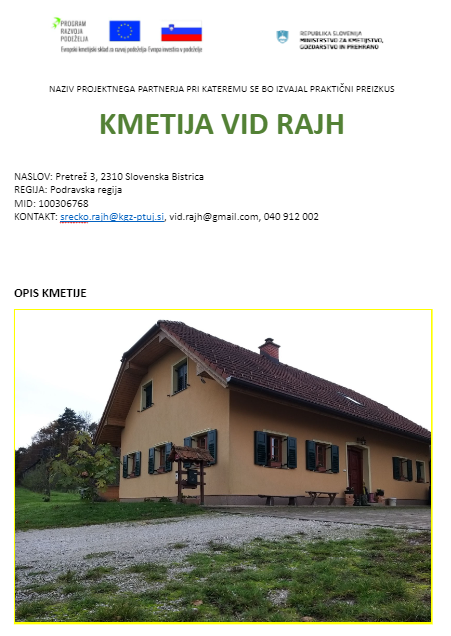 PROGRAM
RAZVOJA
PODEŽELJA
Evropski kmetijski sklad za razvoj podeželja: Evropa investira v podeželje
REPUBLIKA SLOVENIJA
MINISTRSTVO ZA KMETIJSTVO,
GOZDARSTVO IN PREHRANO
NAZIV PROJEKTNEGA PARTNERJA PRI KATEREMU SE BO IZVAJAL PRAKTIČNI PREIZKUS
KMETIJA VID RAJH
NASLOV: Pretrež 3, 2310 Slovenska Bistrica
REGIJA: Podravska regija
MID: 100306768
KONTAKT: srecko.rajh@kgz-ptuj.si, vid.rajh@gmail.com, 040 912 002
OPIS KMETIJE